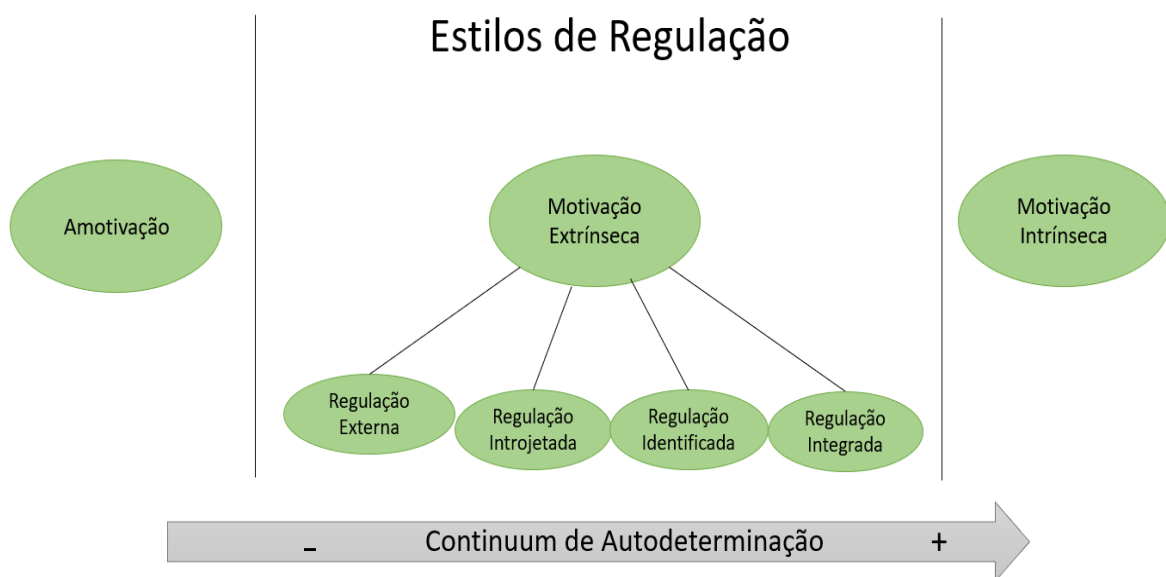 Estilos de Regulação
Amotivação
Motivação
Extrínseca
Motivação
Intrínseca
Regulação
Externa
Regulação
Introjetada
Regulação
Identificada
Regulação
Integrada
– Continuum de Autodeterminação +